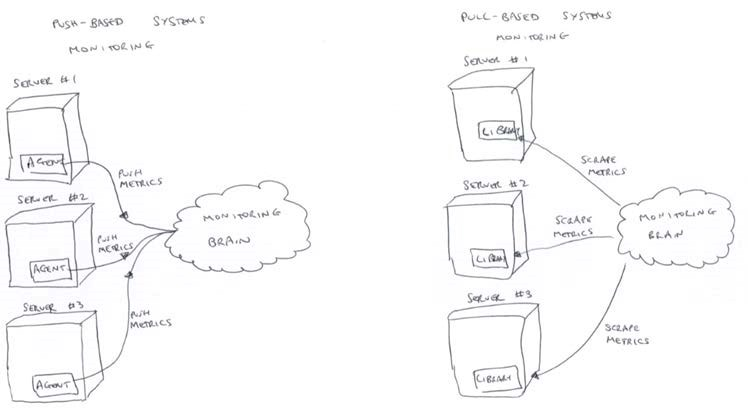 PUSH-BASED SYSTEMS
MONITORING
SERVER #1
AGENT
PUSH
METRICS
SERVER #2
AGENT
PUSH
METRICS
SERVER #3
AGENT
PUSH
METRICS
MONITORING
BRAIN
PULL-BASED SYSTEMS
MONITORING
SERVER #1
LIBRARY
SCRAPE
METRICS
SERVER #2
LIBRARY
SCRAPE
METRICS
SERVER #3
LIBRARY
SCRAPE
METRICS
MONITORING
BRAIN